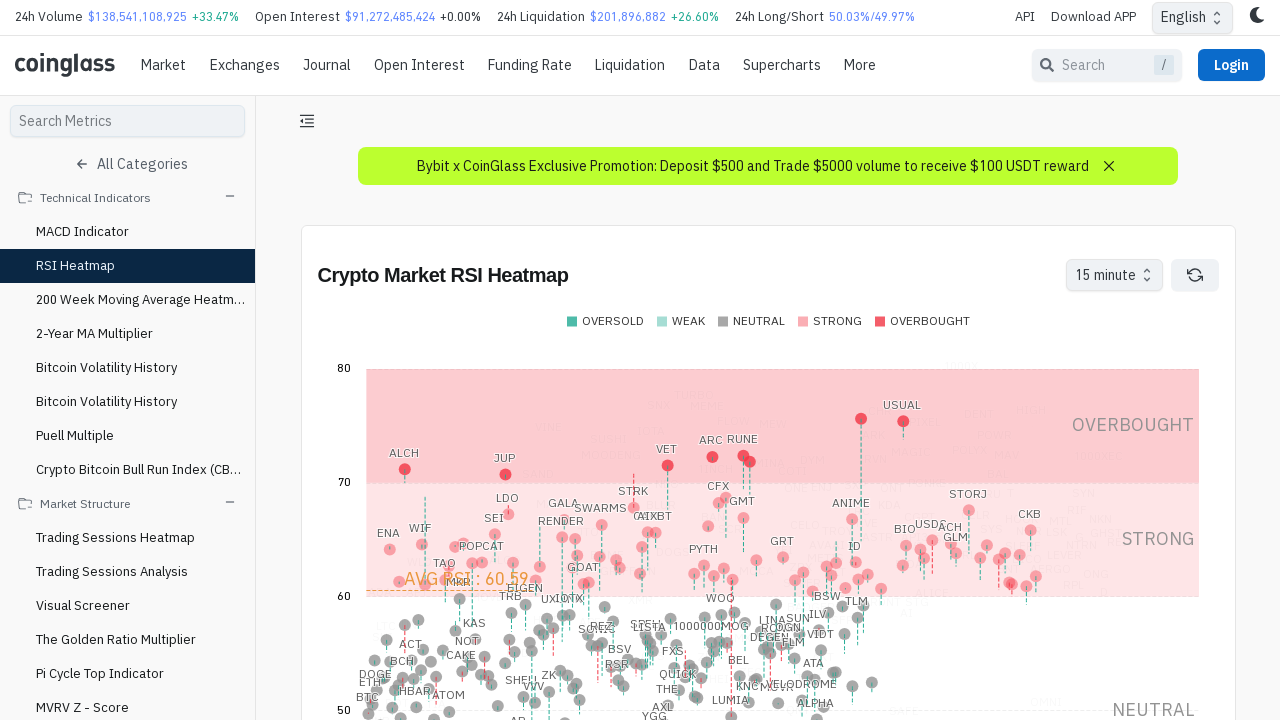 24h Volume $138,541,108,925 +33.47% Open Interest $91,272,485,424 +0.00% 24h Liquidation $201,896,882 +26.60% 24h Long/Short 50.03%/49.97%
API Download APP English
coinglass Market Exchanges Journal Open Interest Funding Rate Liquidation Data Supercharts More Search / Login
Search Metrics
All Categories
Technical Indicators
MACD Indicator
RSI Heatmap
200 Week Moving Average Heatm...
2-Year MA Multiplier
Bitcoin Volatility History
Bitcoin Volatility History
Puell Multiple
Crypto Bitcoin Bull Run Index (CB...
Market Structure
Trading Sessions Heatmap
Trading Sessions Analysis
Visual Screener
The Golden Ratio Multiplier
Pi Cycle Top Indicator
MVRV Z - Score
Bybit x CoinGlass Exclusive Promotion: Deposit $500 and Trade $5000 volume to receive $100 USDT reward
Crypto Market RSI Heatmap
15 minute
OVERSOLD WEAK NEUTRAL STRONG OVERBOUGHT
80
USUAL
OVERBOUGHT
ARC RUNE
VET
ALCH
JUP
70
CFX
STRK
STORJ
LDO
GALA
GMT
ANIME
SWARMS
CKB
SEI
RENDER
AIXBT
WIF
ENA
BIO
ACH
GLM
STRONG
GRT
POPCAT
PYTH
ID
TAO
GOAT
AVG RSI : 60.59
MKR
EIGEN
60
TRB
WOO
BSW
TLM
ILV
SUN
LINA
KAS
REZ
1000000MOG
VIDT
DEGEN
FLM
ACT
NOT
BSV
FXS
CAKE
BCH
RSR
BEL
ATA
DOGE
QUICK
ETH
ZK
VELODROME
HBAR
ATOM
THE
BTC
LUMIA
ALPHA
AXL
50
YGG
NEUTRAL